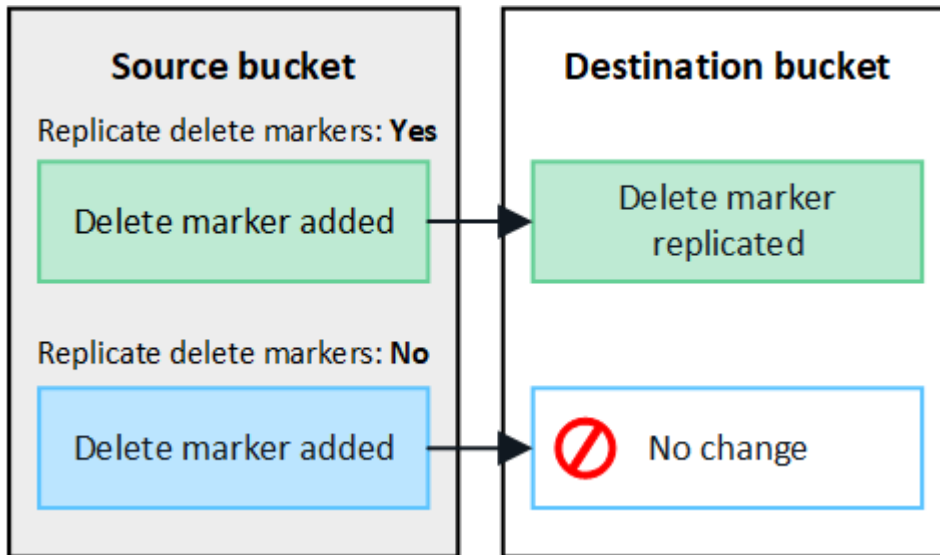 Source bucket
Destination bucket
Replicate delete markers: Yes
Delete marker added
Delete marker
replicated
Replicate delete markers: No
Delete marker added
No change